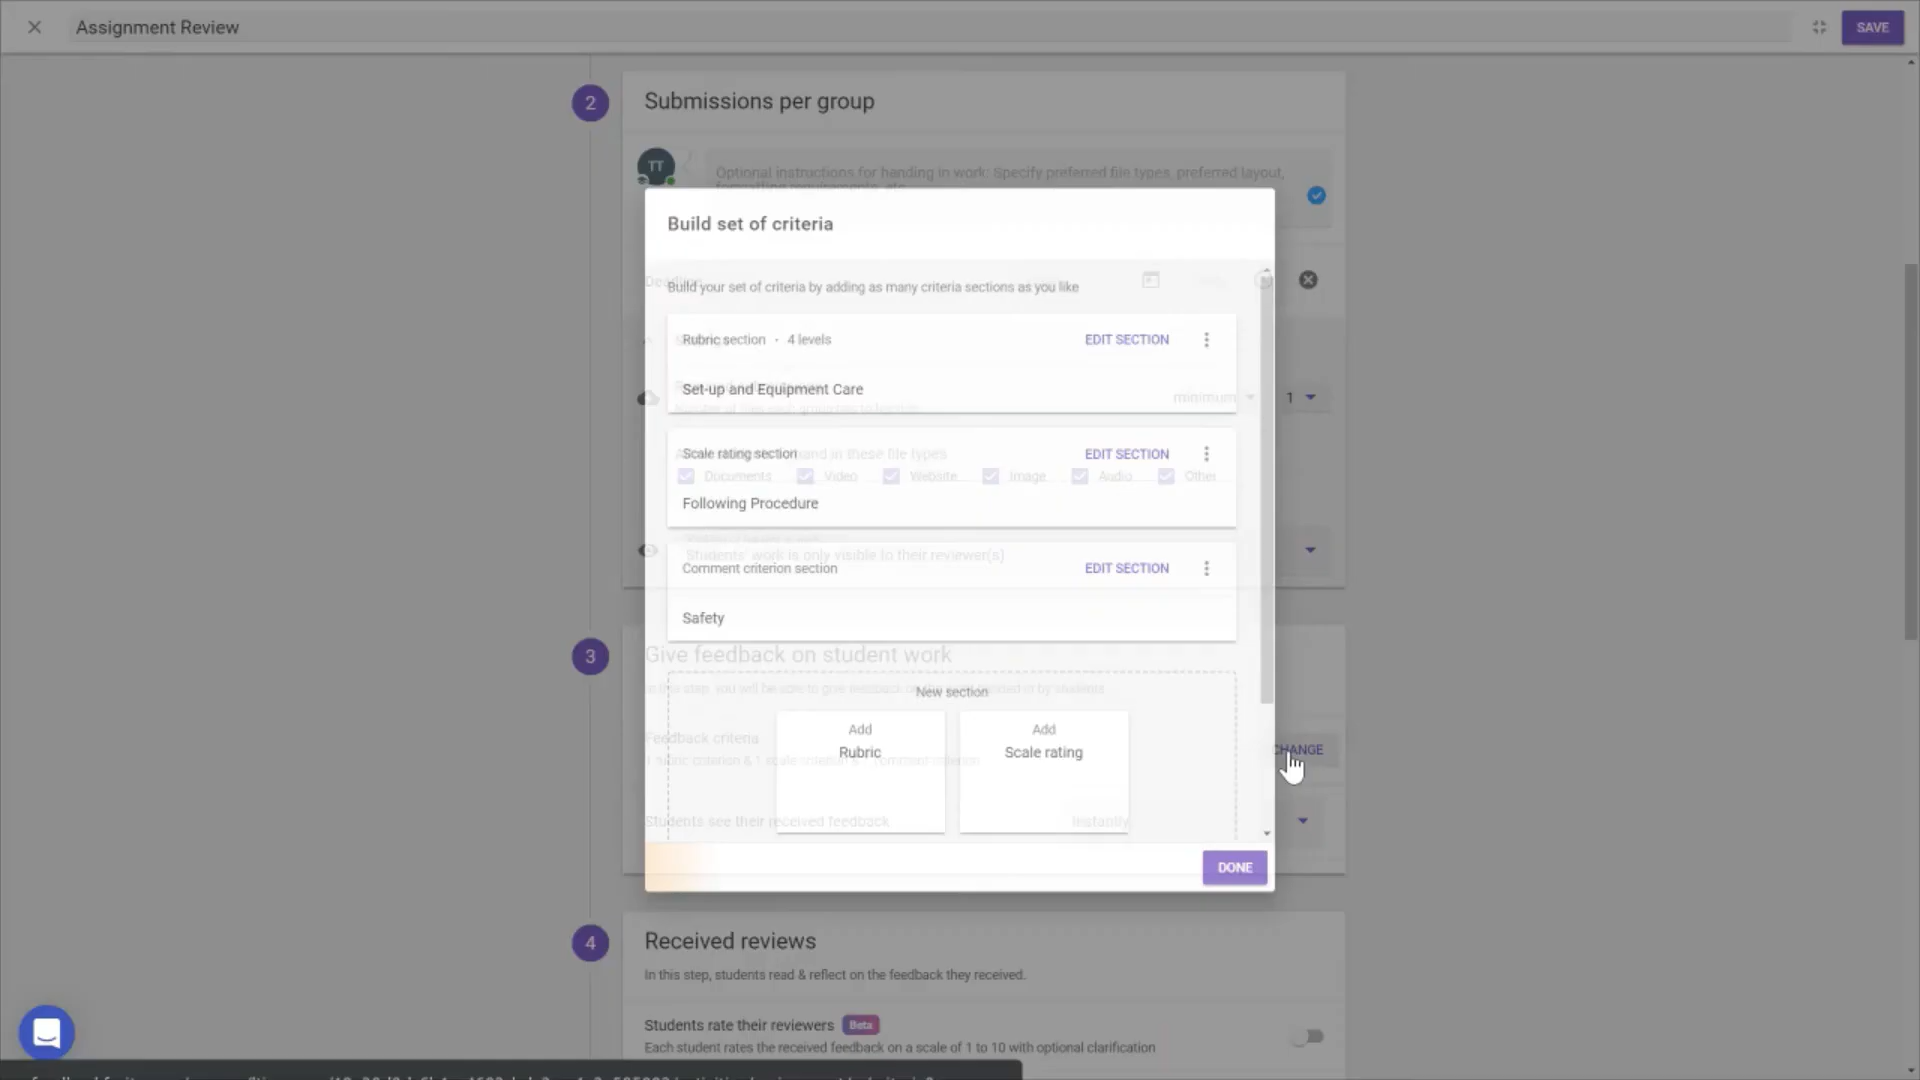 Assignment Review
SAVE
2
Submissions per group
TT
Optional instructions for handing in work: Specify preferred file types, preferred layout,
formatting requirements, etc
Build set of criteria
Build your set of criteria by adding as many criteria sections as you like
Rubric section · 4 levels
EDIT SECTION
Set-up and Equipment Care
minimum
1
Scale rating section
hand in these file types
EDIT SECTION
Documents
Video
Website
Image
Audio
Other
Following Procedure
Students' work is only visible to their reviewer(s)
Comment criterion section
EDIT SECTION
Safety
3
Give feedback on student work
New section
Feedback criteria
CHANGE
Add
Rubric
Add
Scale rating
Students see their received feedback
Instantly
DONE
4
Received reviews
In this step, students read & reflect on the feedback they received.
Students rate their reviewers
Beta
Each student rates the received feedback on a scale of 1 to 10 with optional clarification